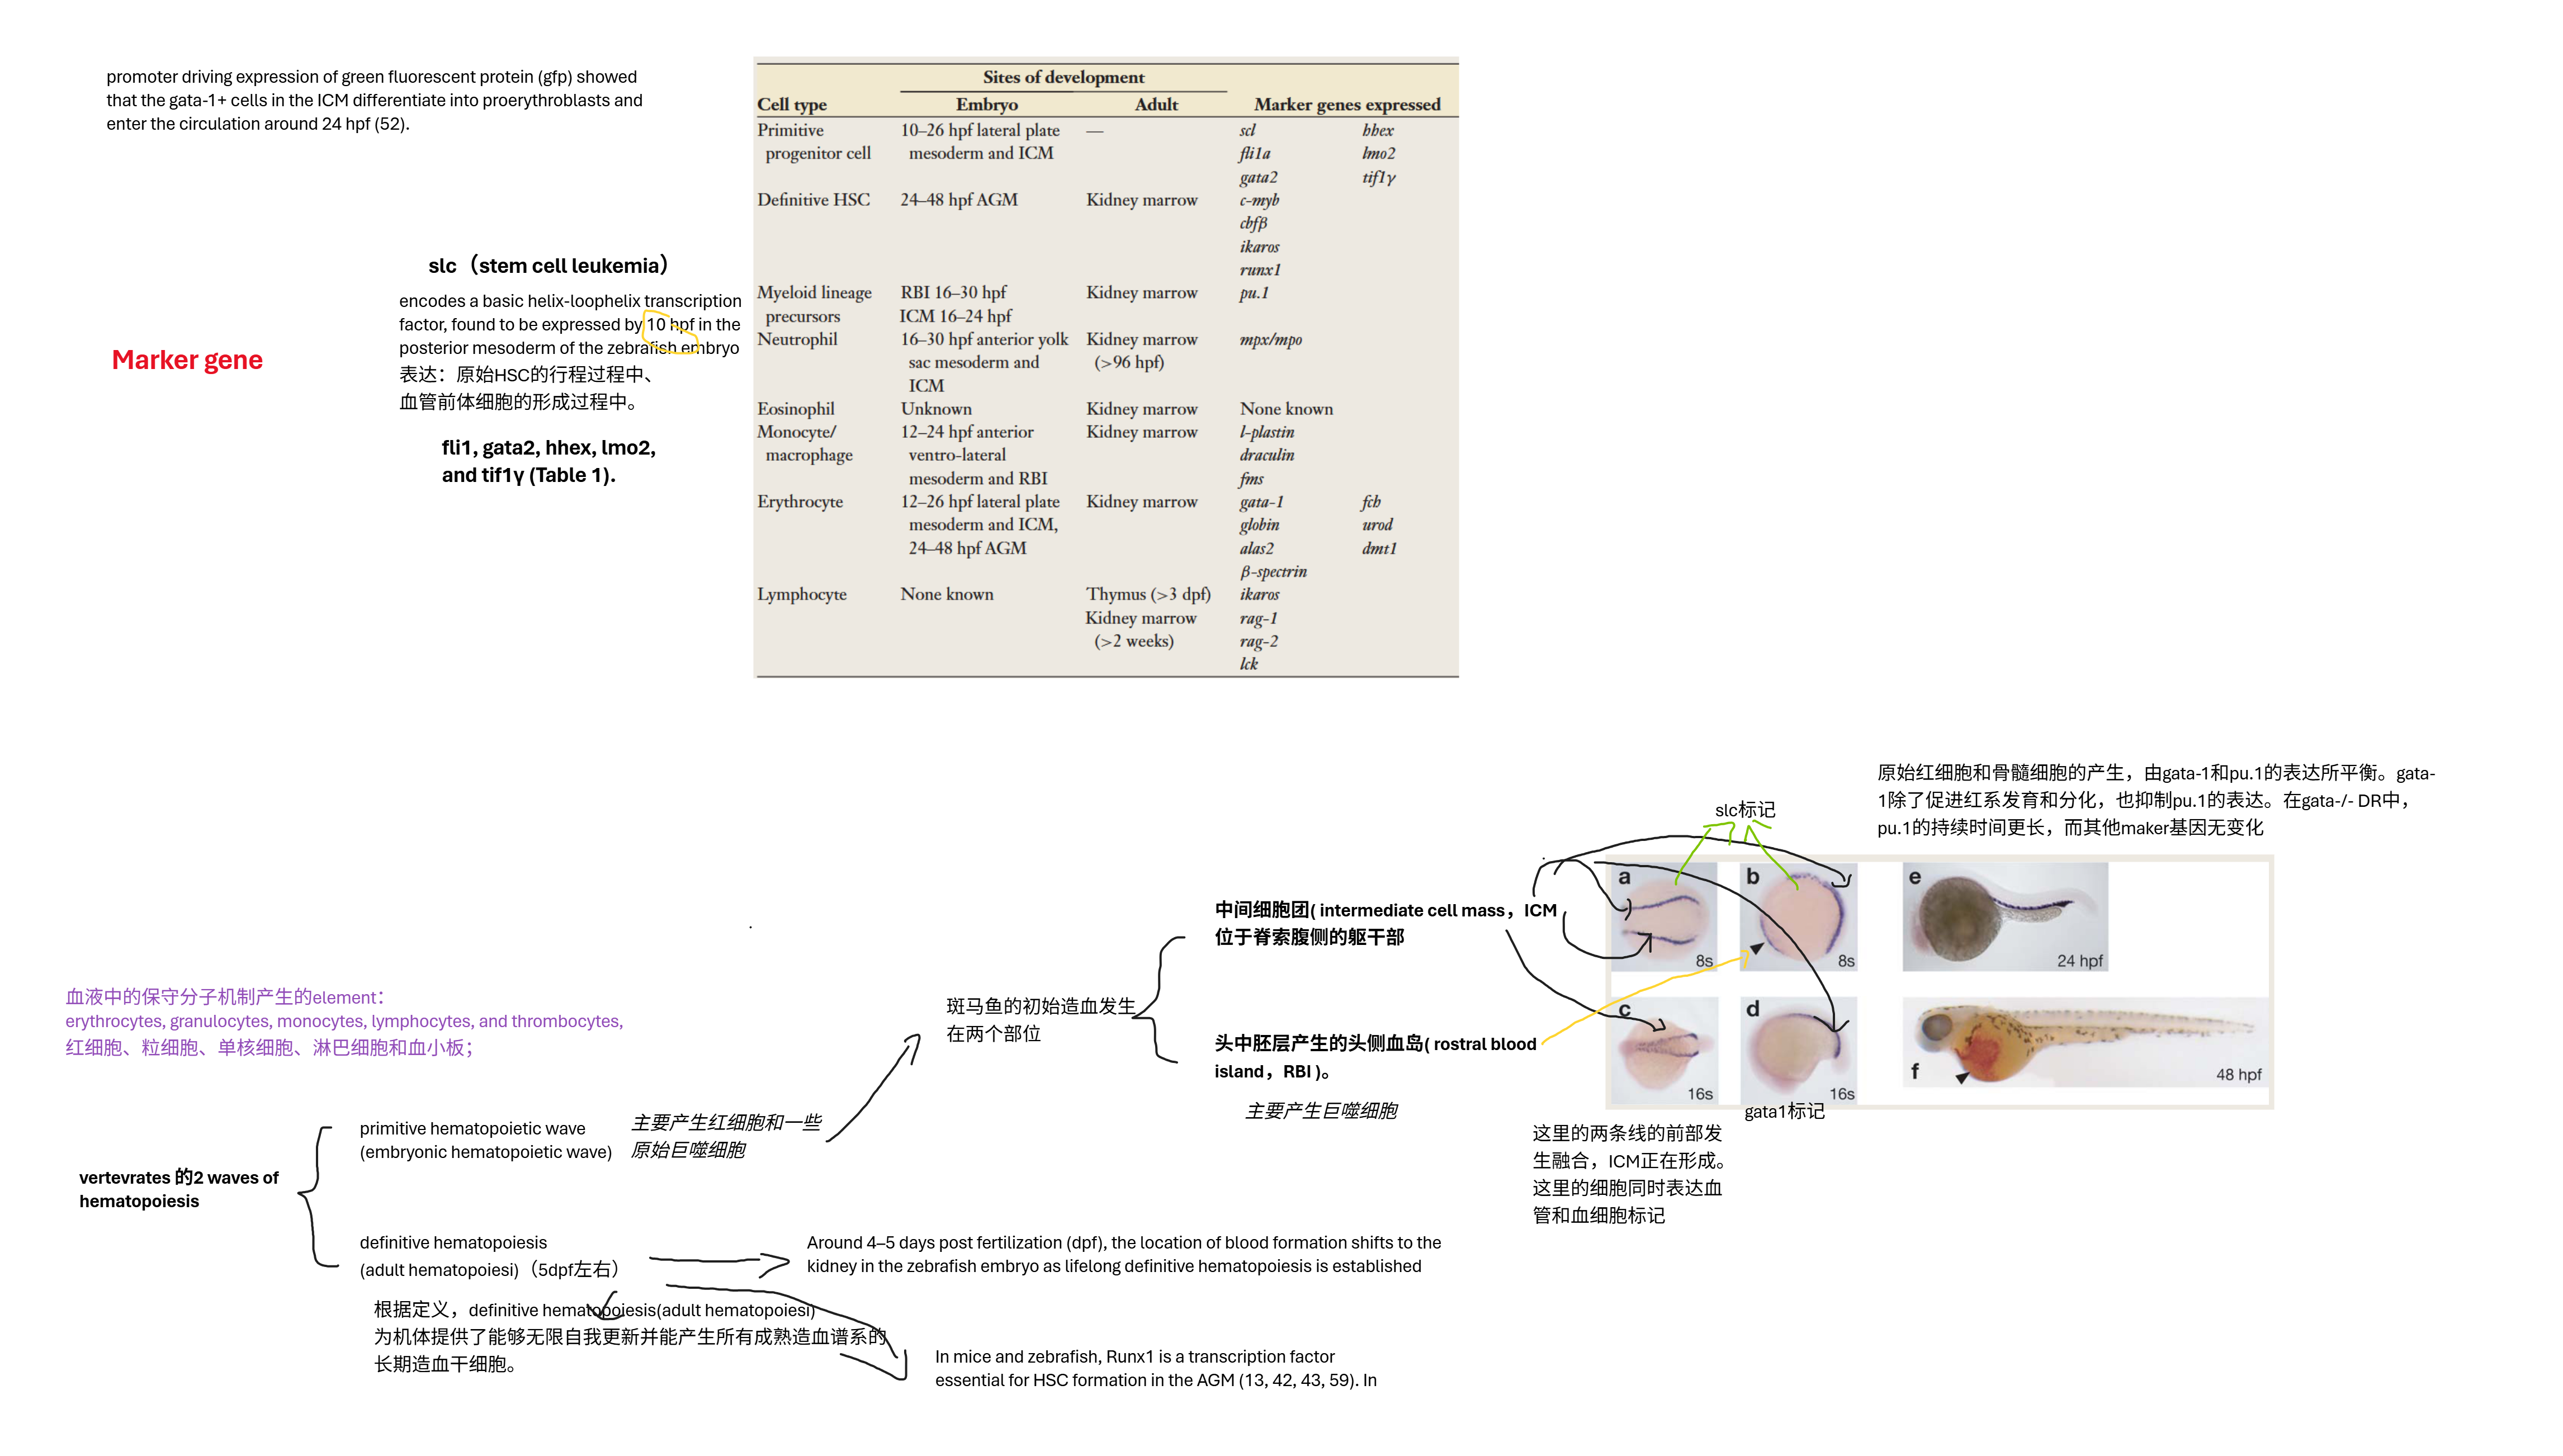 promoter driving expression of green fluorescent protein (gfp) showed
that the gata-1+ cells in the ICM differentiate into proerythroblasts and
enter the circulation around 24 hpf (52).
Marker gene
slc（stem cell leukemia）
encodes a basic helix-loophelix transcription
factor, found to be expressed by 10 hpf in the
posterior mesoderm of the zebrafish embryo
表达：原始HSC的行程过程中、
血管前体细胞的形成过程中。
fli1, gata2, hhex, lmo2,
and tif1γ (Table 1).
Sites of development
Cell type Embryo Adult Marker genes expressed
Primitive 10–26 hpf lateral plate — scl hhex
progenitor cell mesoderm and ICM fli1a lmo2
gata2 tif1γ
Definitive HSC 24–48 hpf AGM Kidney marrow c-myb
cbfβ
ikaros
runx1
Myeloid lineage RBI 16–30 hpf Kidney marrow pu.1
precursors ICM 16–24 hpf
Neutrophil 16–30 hpf anterior yolk Kidney marrow mpx/mpo
sac mesoderm and (>96 hpf)
ICM
Eosinophil Unknown Kidney marrow None known
Monocyte/ 12–24 hpf anterior Kidney marrow l-plastin
macrophage ventro-lateral draculin
mesoderm and RBI fms
Erythrocyte 12–26 hpf lateral plate Kidney marrow gata-1 fch
mesoderm and ICM, globin urod
24–48 hpf AGM alas2 dmt1
β-spectrin
Lymphocyte None known Thymus (>3 dpf) ikaros
Kidney marrow rag-1
(>2 weeks) rag-2
lck
原始红细胞和骨髓细胞的产生，由gata-1和pu.1的表达所平衡。gata-
1除了促进红系发育和分化，也抑制pu.1的表达。在gata-/- DR中，
pu.1的持续时间更长，而其他maker基因无变化
slc标记
a 8s
b 8s
e 24 hpf
c 16s
d 16s
f 48 hpf
gata1标记
这里的两条线的前部发
生融合，ICM正在形成。
这里的细胞同时表达血
管和血细胞标记
中间细胞团( intermediate cell mass，ICM
位于脊索腹侧的躯干部
斑马鱼的初始造血发生
在两个部位
头中胚层产生的头侧血岛( rostral blood
island，RBI )。
主要产生巨噬细胞
血液中的保守分子机制产生的element：
erythrocytes, granulocytes, monocytes, lymphocytes, and thrombocytes,
红细胞、粒细胞、单核细胞、淋巴细胞和血小板；
vertevrates 的2 waves of
hematopoiesis
primitive hematopoietic wave
(embryonic hematopoietic wave)
主要产生红细胞和一些
原始巨噬细胞
definitive hematopoiesis
(adult hematopoiesi)（5dpf左右）
Around 4–5 days post fertilization (dpf), the location of blood formation shifts to the
kidney in the zebrafish embryo as lifelong definitive hematopoiesis is established
根据定义，definitive hematopoiesis(adult hematopoiesi)
为机体提供了能够无限自我更新并能产生所有成熟造血谱系的
长期造血干细胞。
In mice and zebrafish, Runx1 is a transcription factor
essential for HSC formation in the AGM (13, 42, 43, 59). In